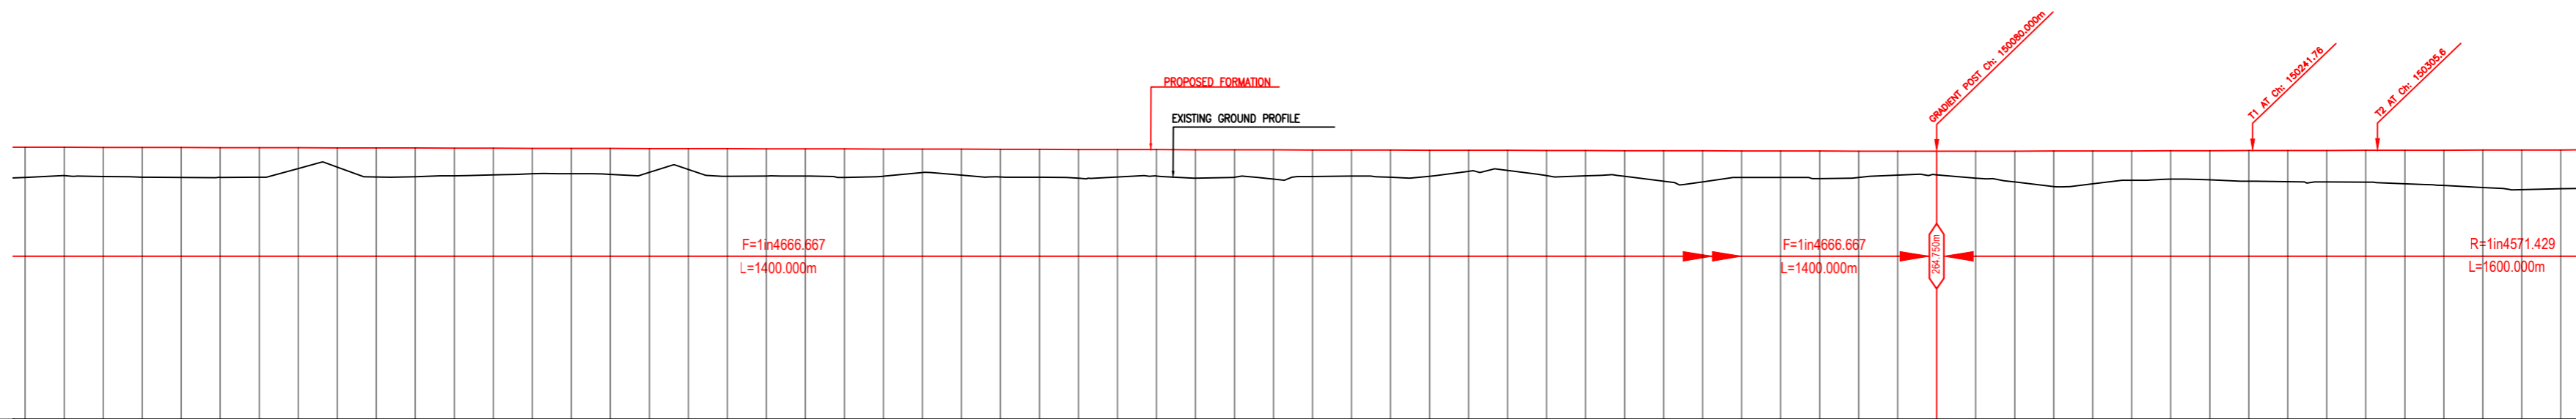 GRADIENT POST Ch: 150080.000m
T1 AT Ch: 150241.76
T2 AT Ch: 150305.6
PROPOSED FORMATION
EXISTING GROUND PROFILE
F=1in4666.667
L=1400.000m
F=1in4666.667
L=1400.000m
264.750m
R=1in4571.429
L=1600.000m